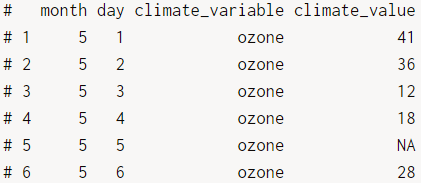 #   month day climate_variable climate_value
# 1     5   1            ozone            41
# 2     5   2            ozone            36
# 3     5   3            ozone            12
# 4     5   4            ozone            18
# 5     5   5            ozone            NA
# 6     5   6            ozone            28